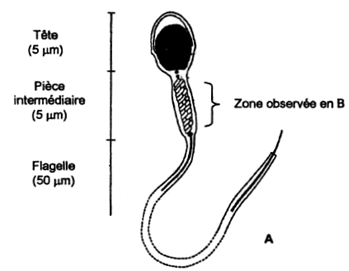 Tête
(5 µm)
Pièce
intermédiaire
(5 µm)
Zone observée en B
Flagelle
(50 µm)
A